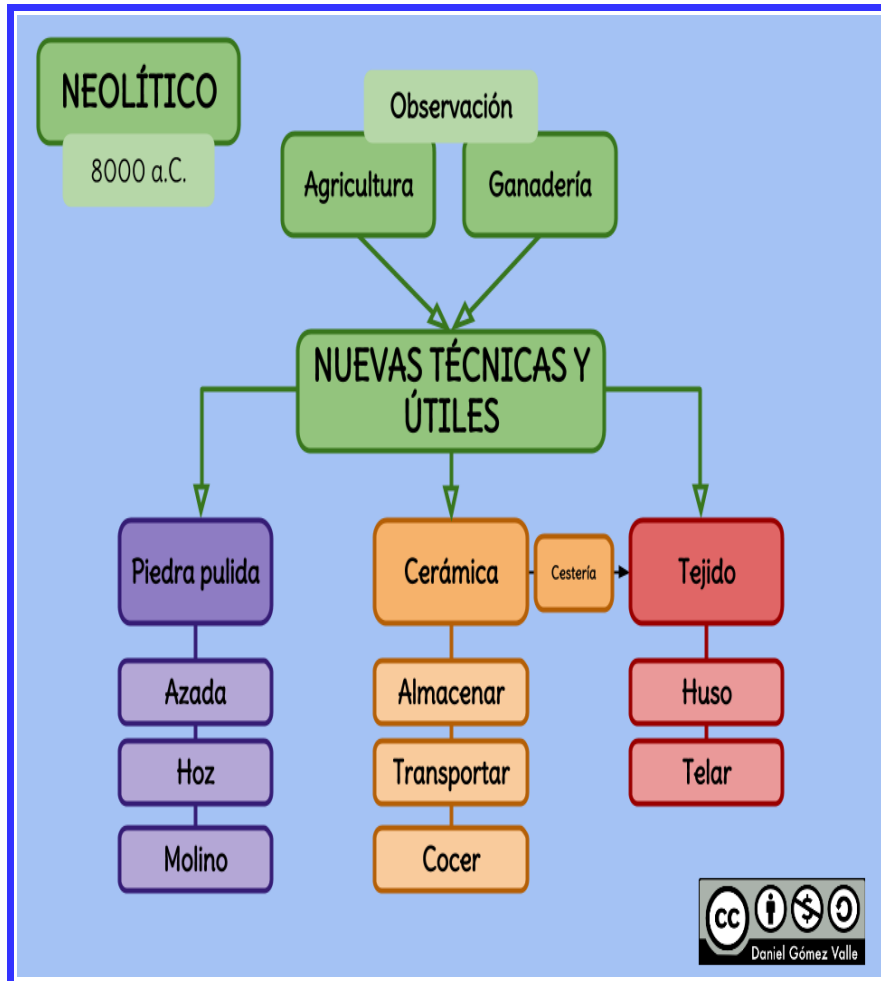 NEOLÍTICO
8000 a.C.
Observación
Agricultura
Ganadería
NUEVAS TÉCNICAS Y
ÚTILES
Piedra pulida
Cerámica
Cestería
Tejido
Azada
Almacenar
Huso
Hoz
Transportar
Telar
Molino
Cocer
cc
Daniel Gómez Valle